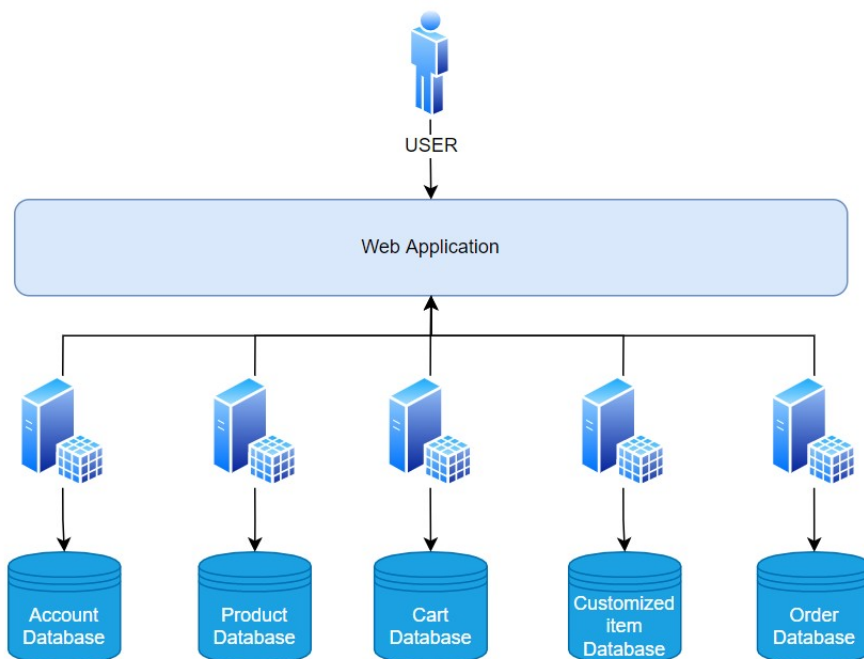 USER
Web Application
Account
Database
Product
Database
Cart
Database
Customized
item
Database
Order
Database